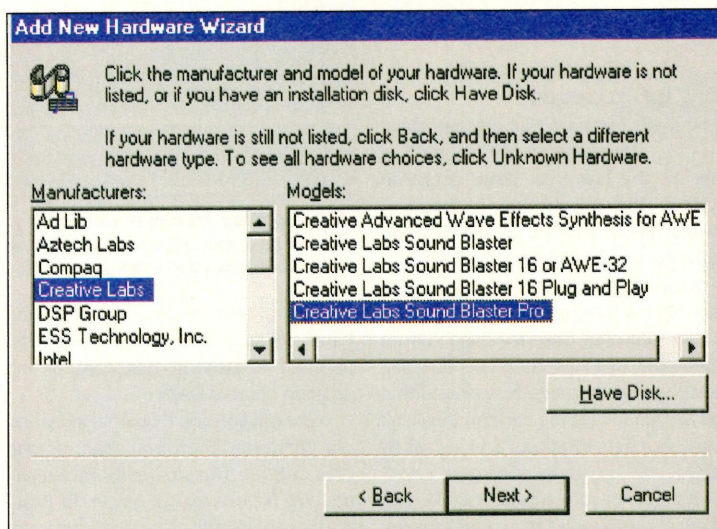 Add New Hardware Wizard
Click the manufacturer and model of your hardware. If your hardware is not
listed, or if you have an installation disk, click Have Disk.
If your hardware is still not listed, click Back, and then select a different
hardware type. To see all hardware choices, click Unknown Hardware.
Manufacturers:
Ad Lib
Aztech Labs
Compaq
Creative Labs
DSP Group
ESS Technology, Inc.
Intel
Models:
Creative Advanced Wave Effects Synthesis for AWE
Creative Labs Sound Blaster
Creative Labs Sound Blaster 16 or AWE-32
Creative Labs Sound Blaster 16 Plug and Play
Creative Labs Sound Blaster Pro
Have Disk...
< Back
Next >
Cancel